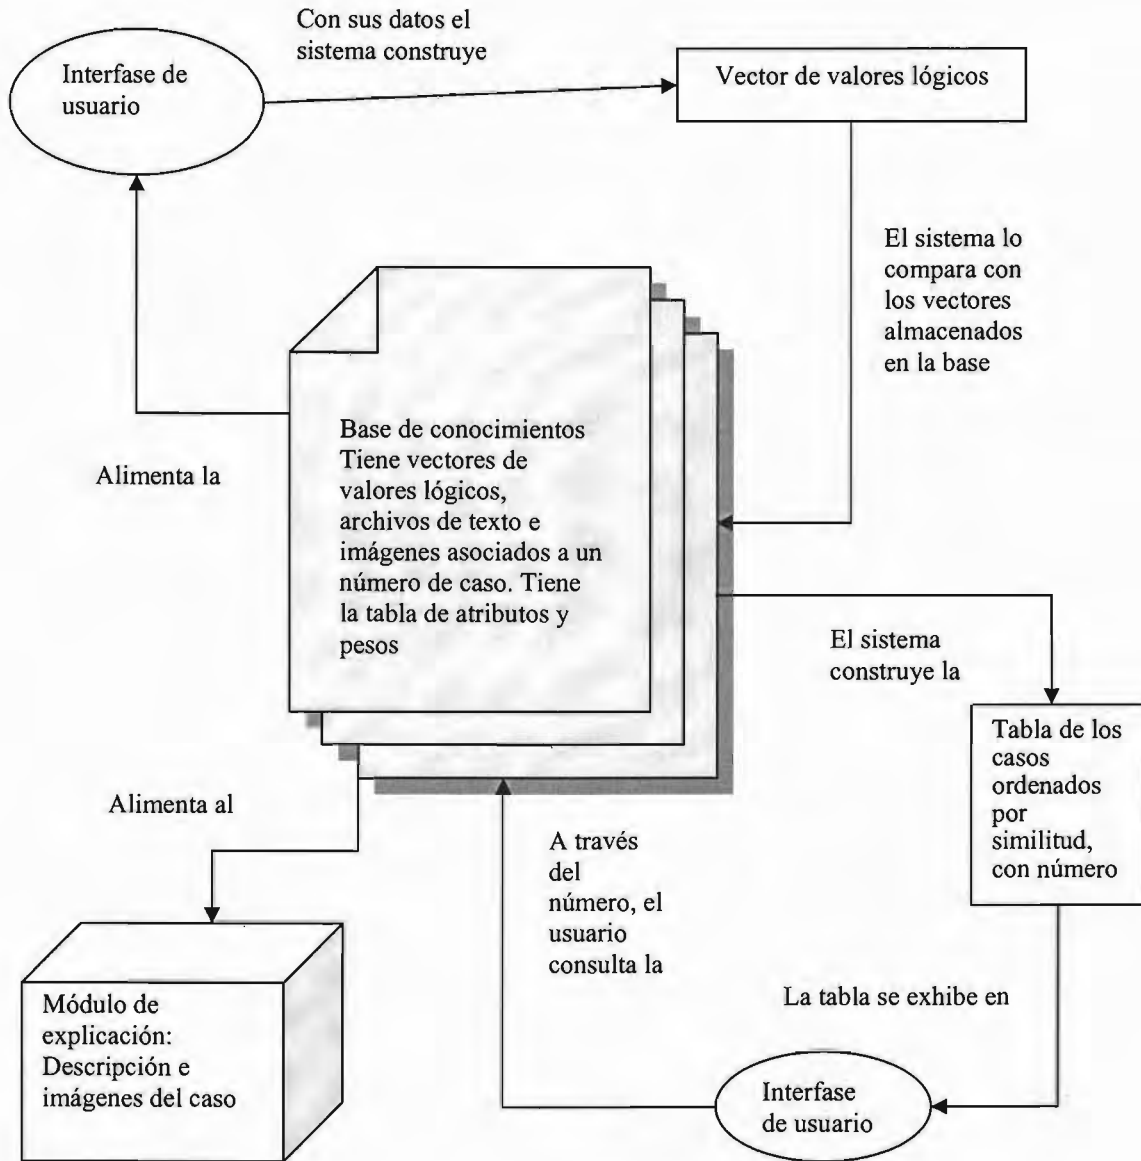 Con sus datos el
sistema construye
Interfase de
usuario
Vector de valores lógicos
El sistema lo
compara con
los vectores
almacenados
en la base
Base de conocimientos
Tiene vectores de
valores lógicos,
archivos de texto e
imágenes asociados a un
número de caso. Tiene
la tabla de atributos y
pesos
Alimenta la
El sistema
construye la
Tabla de los
casos
ordenados
por
similitud,
con número
Alimenta al
A través
del
número, el
usuario
consulta la
La tabla se exhibe en
Módulo de
explicación:
Descripción e
imágenes del caso
Interfase
de usuario